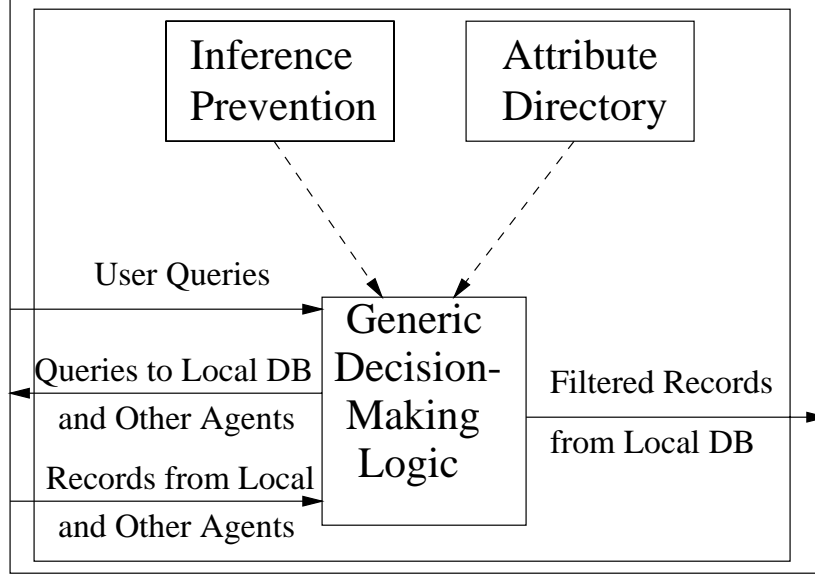 Inference
Prevention
Attribute
Directory
User Queries
Queries to Local DB
and Other Agents
Records from Local
and Other Agents
Generic
Decision-
Making
Logic
Filtered Records
from Local DB